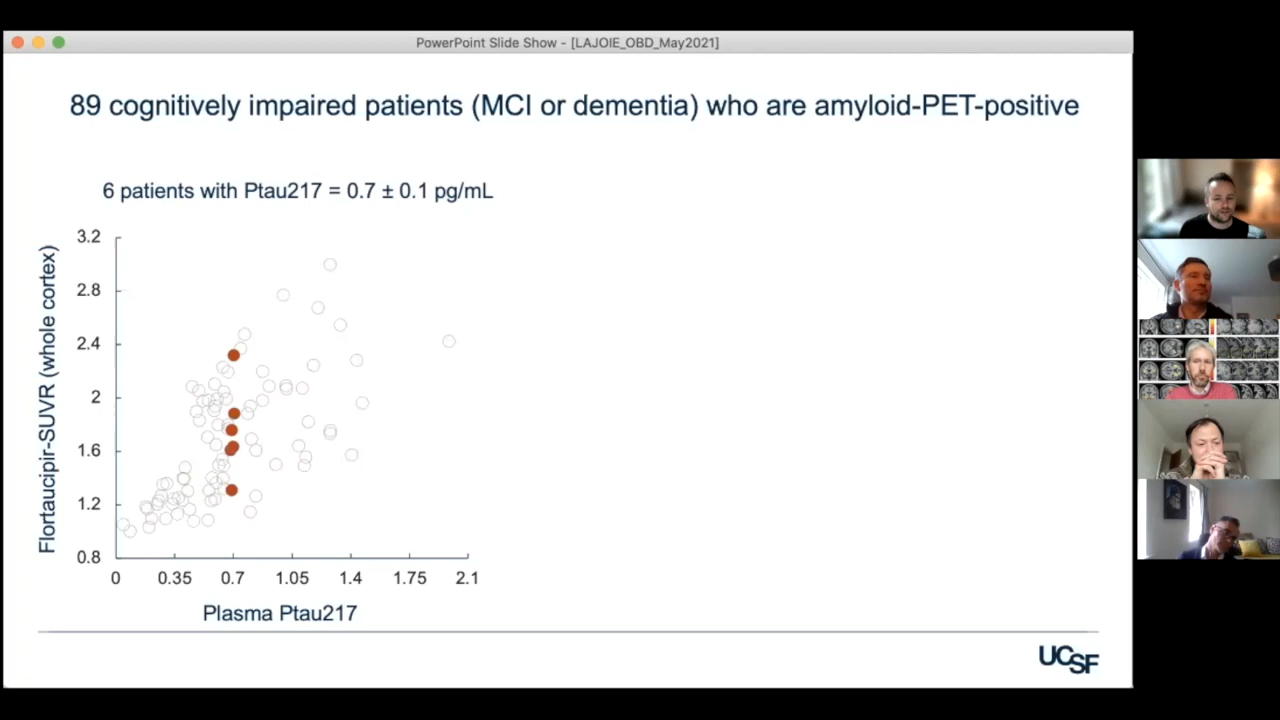 PowerPoint Slide Show - [LAJOIE_OBD_May2021]
89 cognitively impaired patients (MCI or dementia) who are amyloid-PET-positive
6 patients with Ptau217 = 0.7 ± 0.1 pg/mL
Flortaucipir-SUVR (whole cortex)
3.2
2.8
2.4
2
1.6
1.2
0.8
0 0.35 0.7 1.05 1.4 1.75 2.1
Plasma Ptau217
UCSF